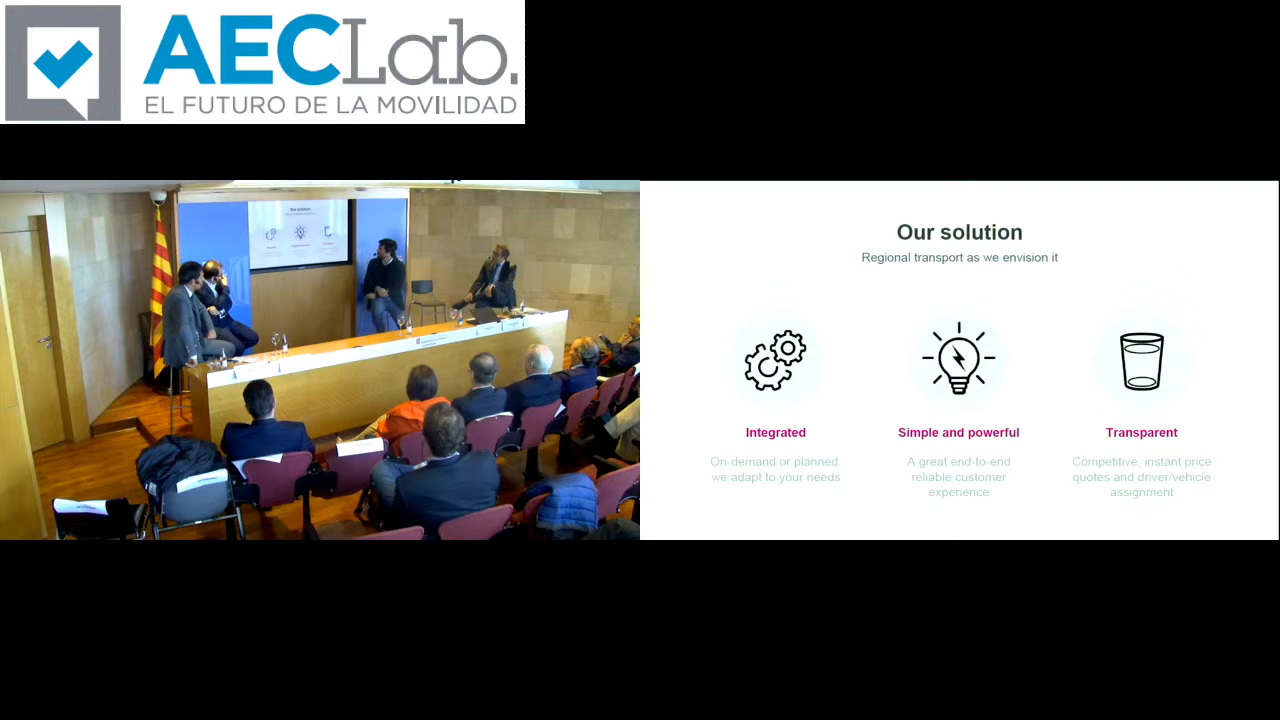 AECLab.
EL FUTURO DE LA MOVILIDAD
Our solution
Our solution
Regional transport as we envision it
Integrated
Simple and powerful
Transparent
On-demand or planned,
we adapt to your needs
A great end-to-end
reliable customer
experience
Competitive, instant price
quotes and driver/vehicle
assignment